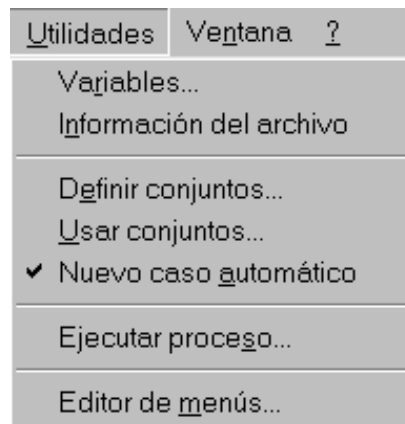 Utilidades Ventana ?
Variables...
Información del archivo
Definir conjuntos...
Usar conjuntos...
Nuevo caso automático
Ejecutar proceso...
Editor de menús...